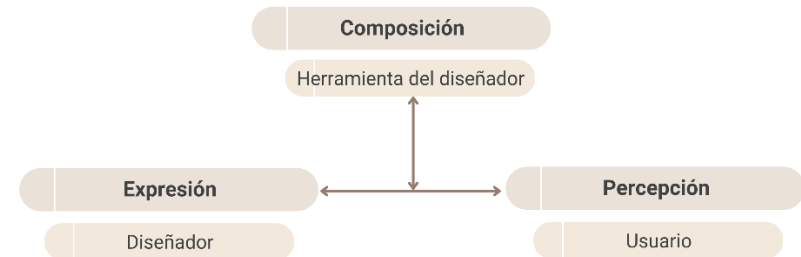 Composición
Herramienta del diseñador
Expresión
Diseñador
Percepción
Usuario